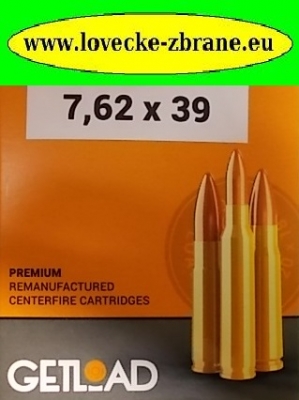 www.lovecke-zbrane.eu
7,62 x 39
PREMIUM
REMANUFACTURED
CENTERFIRE CARTRIDGES
GETLOAD